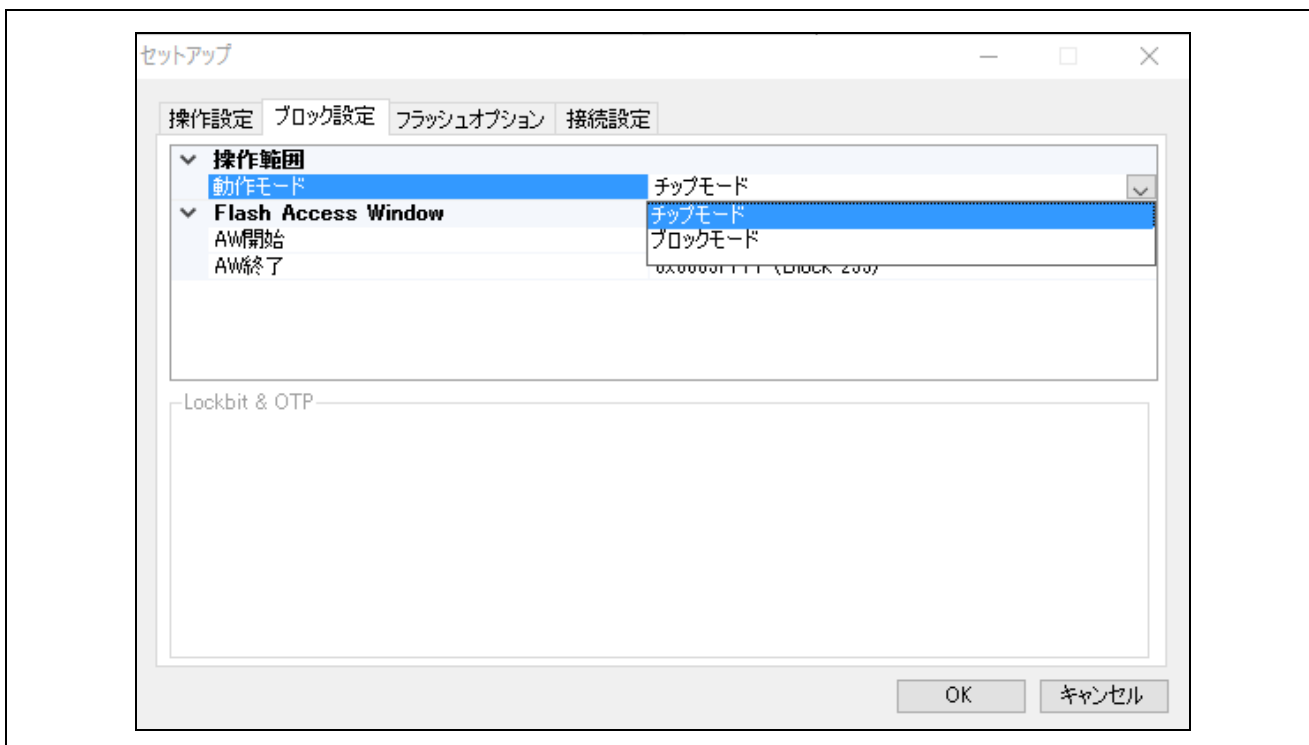 セットアップ
操作設定 ブロック設定 フラッシュオプション 接続設定
操作範囲
動作モード チップモード
Flash Access Window チップモード
AW開始 ブロックモード
AW終了
Lockbit & OTP
OK キャンセル